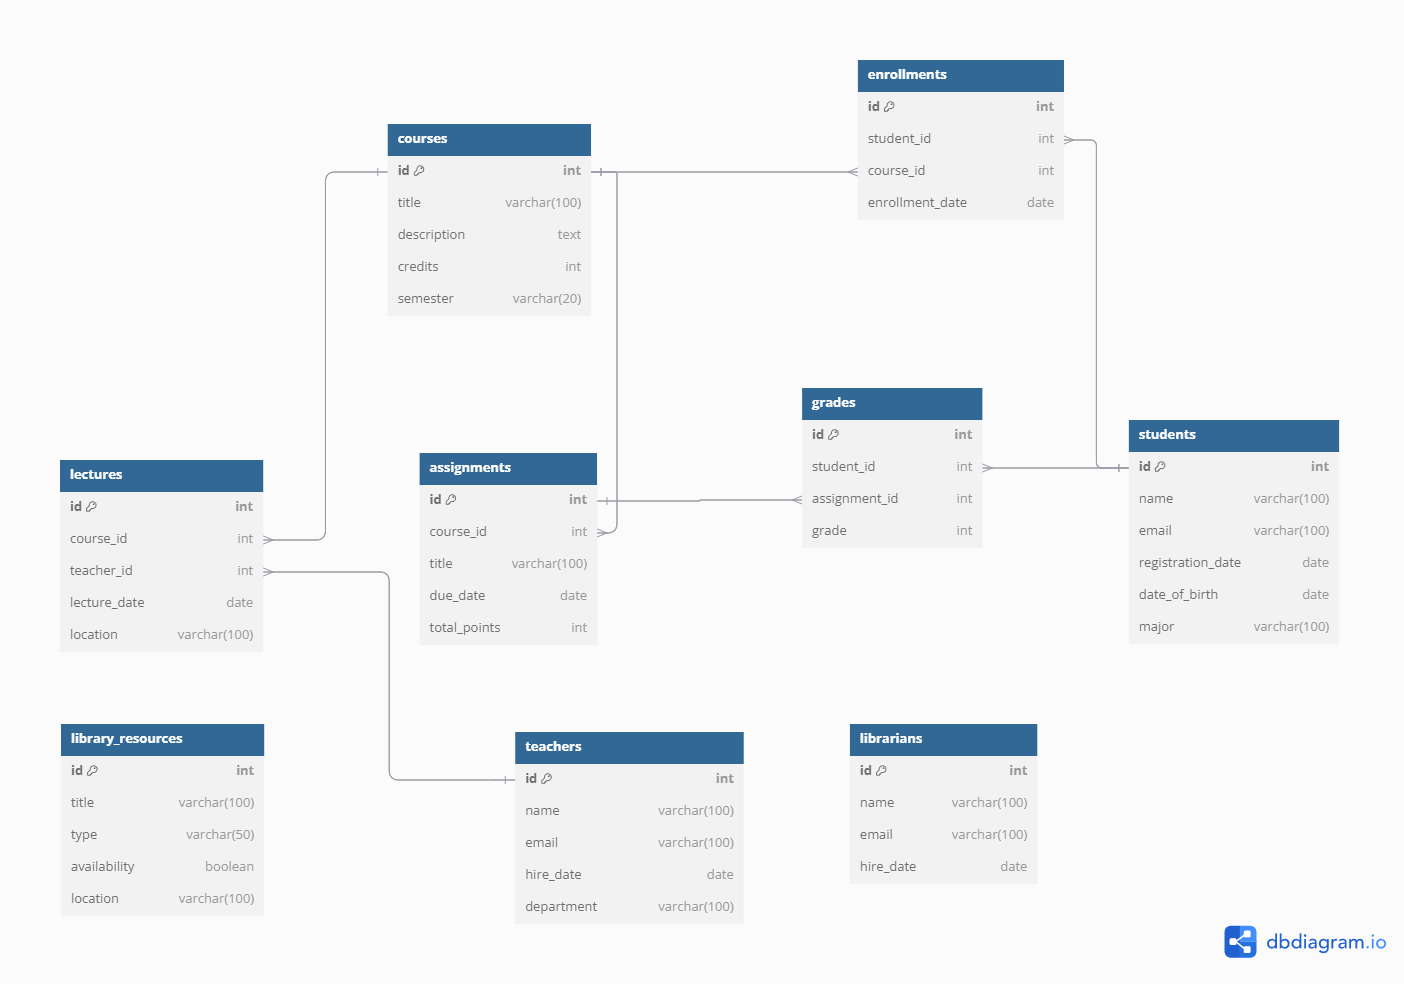 enrollments
id int
student_id int
course_id int
enrollment_date date
courses
id int
title varchar(100)
description text
credits int
semester varchar(20)
grades
id int
student_id int
assignment_id int
grade int
students
id int
name varchar(100)
email varchar(100)
registration_date date
date_of_birth date
major varchar(100)
lectures
id int
course_id int
teacher_id int
lecture_date date
location varchar(100)
assignments
id int
course_id int
title varchar(100)
due_date date
total_points int
library_resources
id int
title varchar(100)
type varchar(50)
availability boolean
location varchar(100)
teachers
id int
name varchar(100)
email varchar(100)
hire_date date
department varchar(100)
librarians
id int
name varchar(100)
email varchar(100)
hire_date date
dbdiagram.io